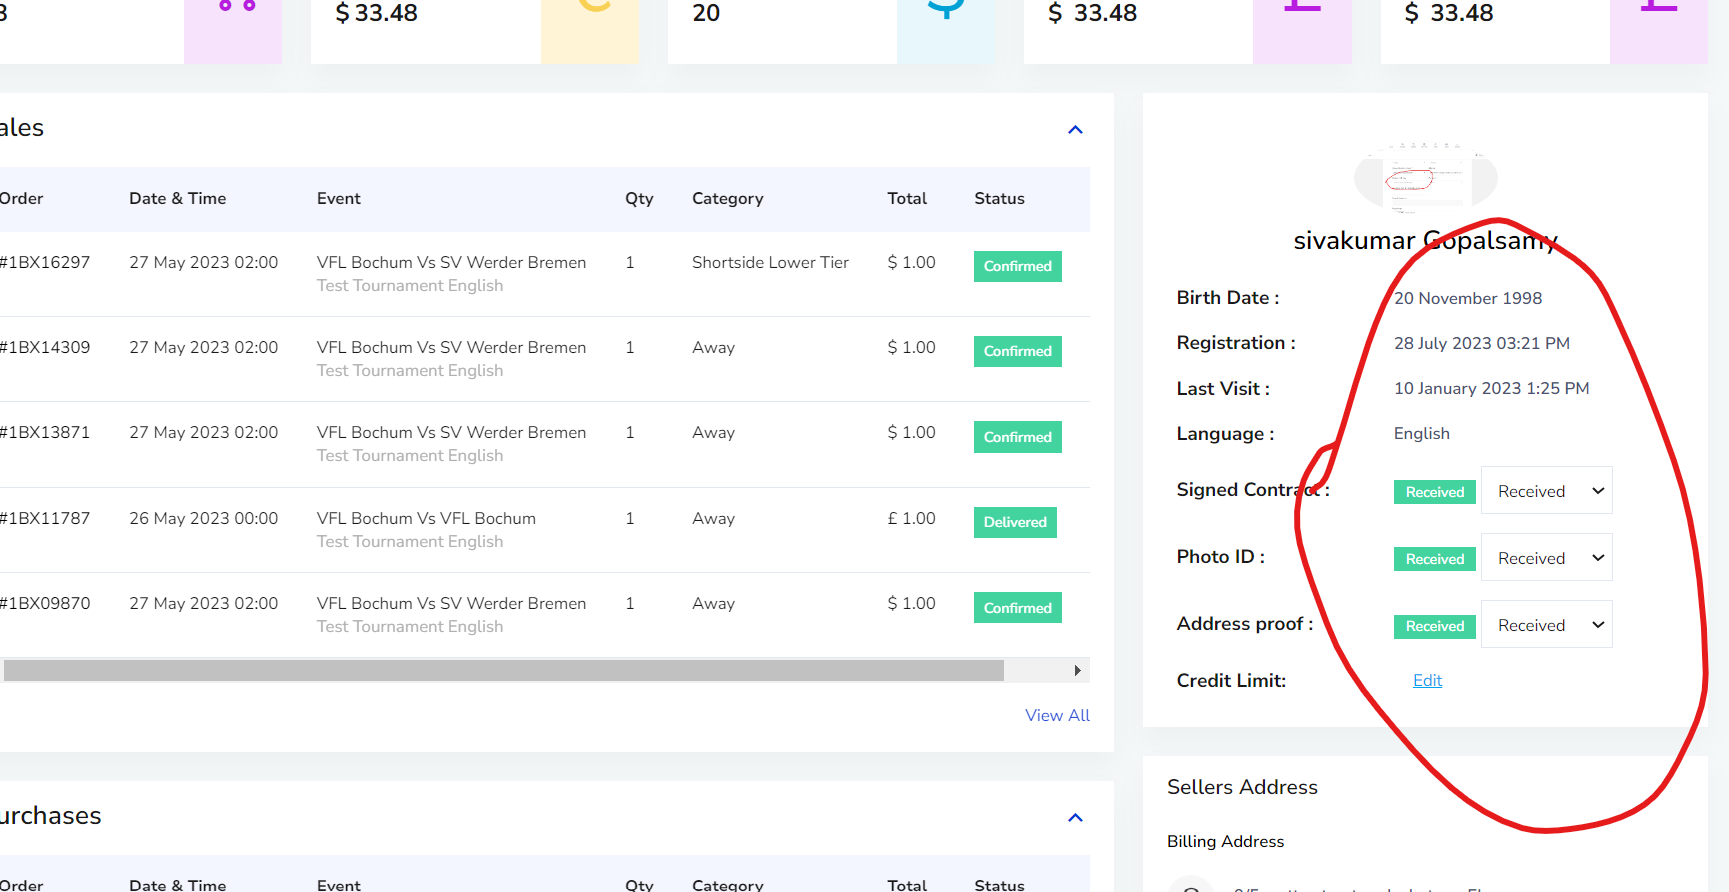 $ 33.48
20
$ 33.48
$ 33.48
ales
Order Date & Time Event Qty Category Total Status
#1BX16297 27 May 2023 02:00 VFL Bochum Vs SV Werder Bremen 1 Shortside Lower Tier $ 1.00 Confirmed
Test Tournament English
#1BX14309 27 May 2023 02:00 VFL Bochum Vs SV Werder Bremen 1 Away $ 1.00 Confirmed
Test Tournament English
#1BX13871 27 May 2023 02:00 VFL Bochum Vs SV Werder Bremen 1 Away $ 1.00 Confirmed
Test Tournament English
#1BX11787 26 May 2023 00:00 VFL Bochum Vs VFL Bochum 1 Away £ 1.00 Delivered
Test Tournament English
#1BX09870 27 May 2023 02:00 VFL Bochum Vs SV Werder Bremen 1 Away $ 1.00 Confirmed
Test Tournament English
View All
urchases
Order Date & Time Event Qty Category Total Status
sivakumar Gopalsamy
Birth Date : 20 November 1998
Registration : 28 July 2023 03:21 PM
Last Visit : 10 January 2023 1:25 PM
Language : English
Signed Contract : Received Received
Photo ID : Received Received
Address proof : Received Received
Credit Limit: Edit
Sellers Address
Billing Address